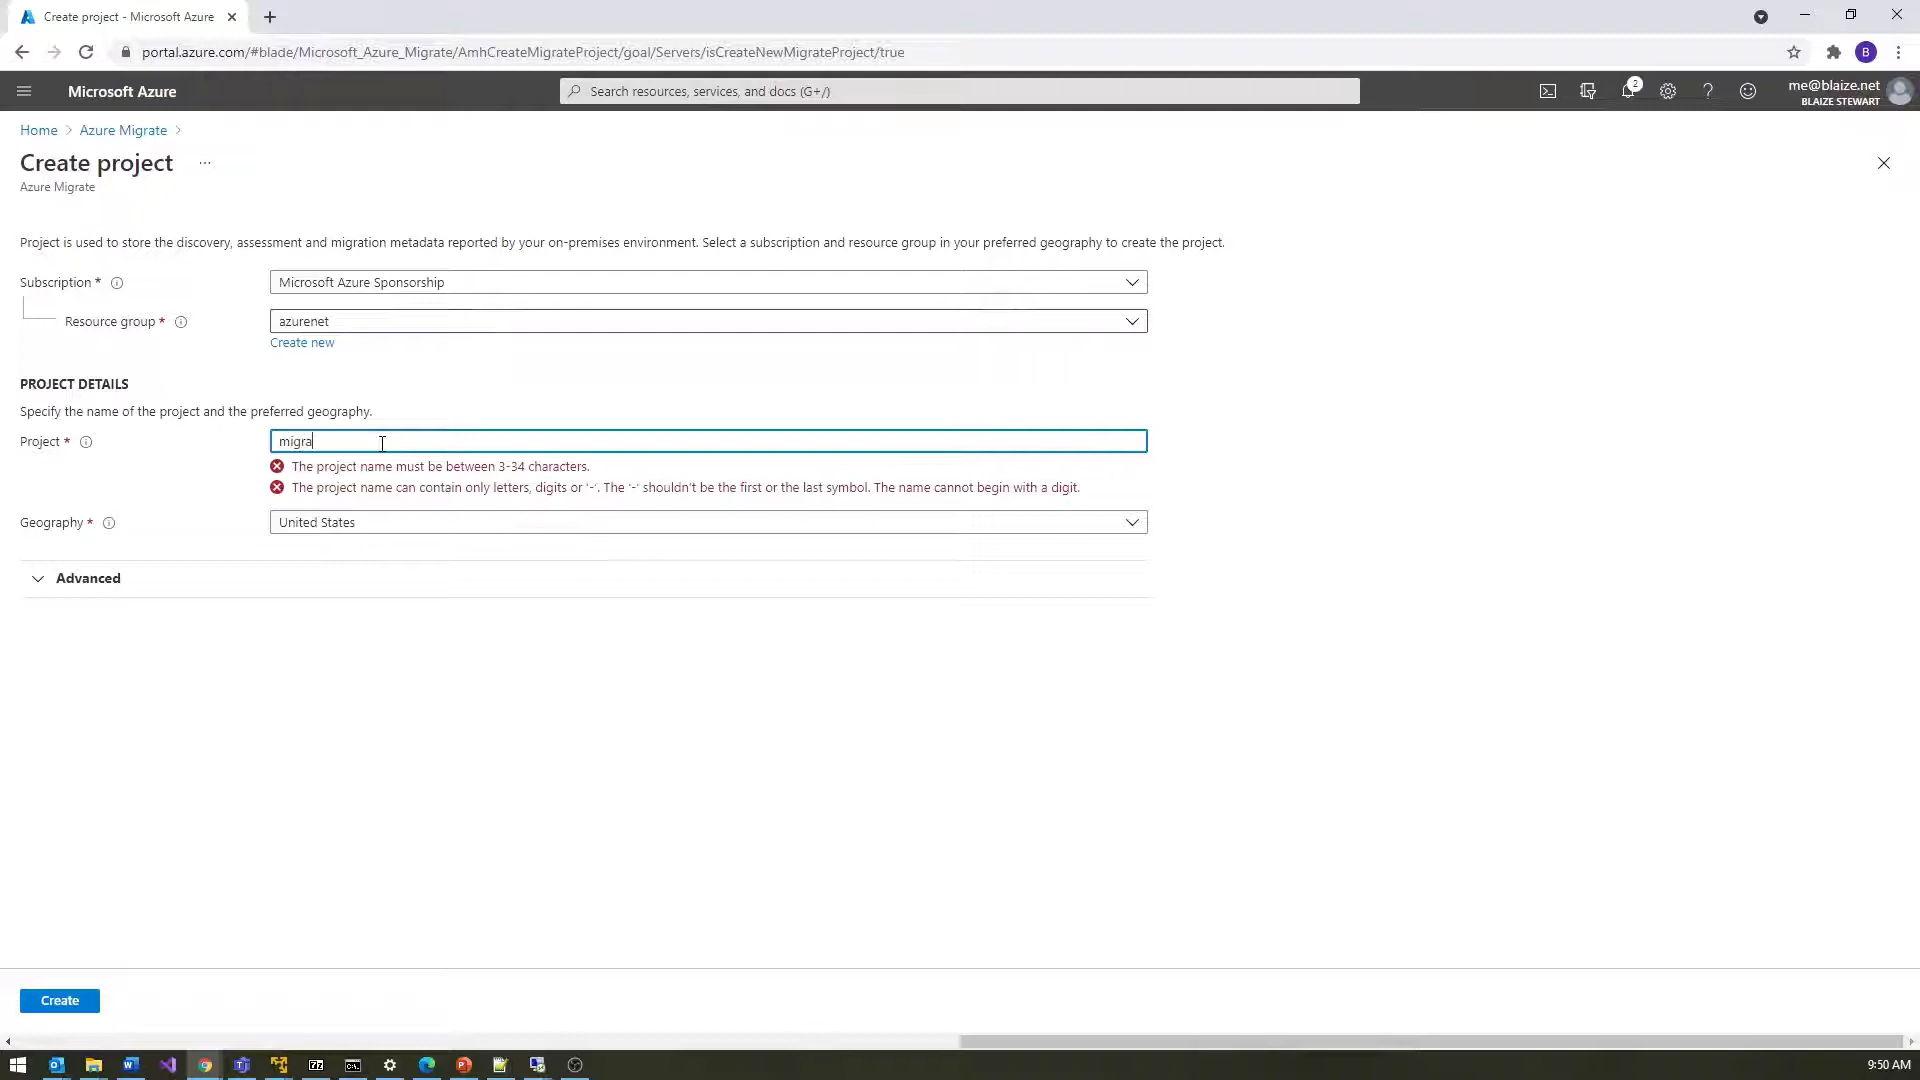 Create project - Microsoft Azure
portal.azure.com/#blade/Microsoft_Azure_Migrate/AmhCreateMigrateProject/goal/Servers/isCreateNewMigrateProject/true
B
Microsoft Azure
Search resources, services, and docs (G+/)
2
me@blaize.net
BLAIZE STEWART
Home > Azure Migrate >
Create project ...
Azure Migrate
Project is used to store the discovery, assessment and migration metadata reported by your on-premises environment. Select a subscription and resource group in your preferred geography to create the project.
Subscription *
Microsoft Azure Sponsorship
Resource group *
azurenet
Create new
PROJECT DETAILS
Specify the name of the project and the preferred geography.
Project *
migra
The project name must be between 3-34 characters.
The project name can contain only letters, digits or '-'. The '-' shouldn't be the first or the last symbol. The name cannot begin with a digit.
Geography *
United States
Advanced
Create
9:50 AM